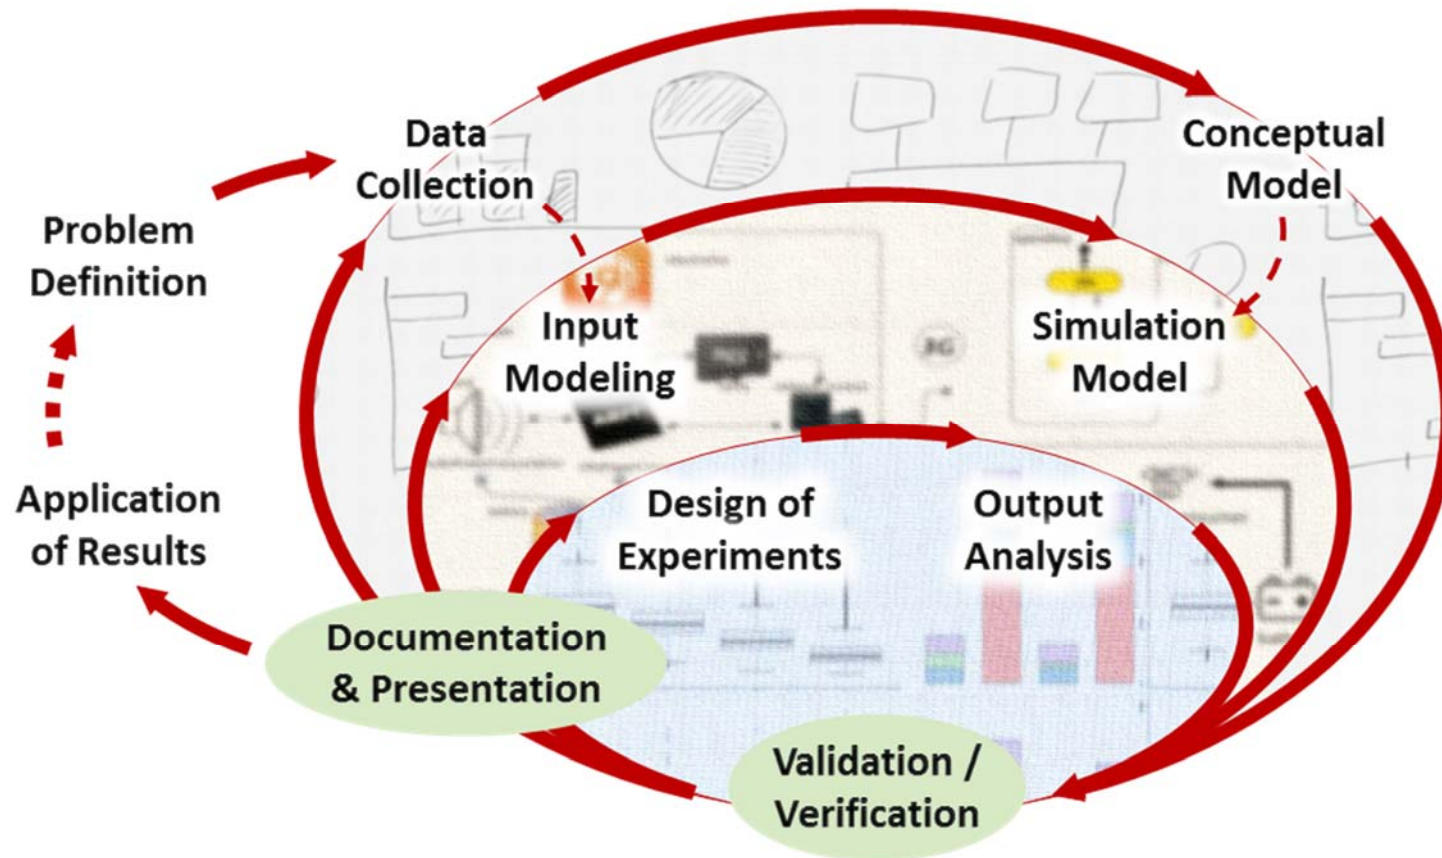 Data
Collection
Conceptual
Model
Problem
Definition
Input
Modeling
Simulation
Model
Application
of Results
Design of
Experiments
Output
Analysis
Documentation
& Presentation
Validation /
Verification